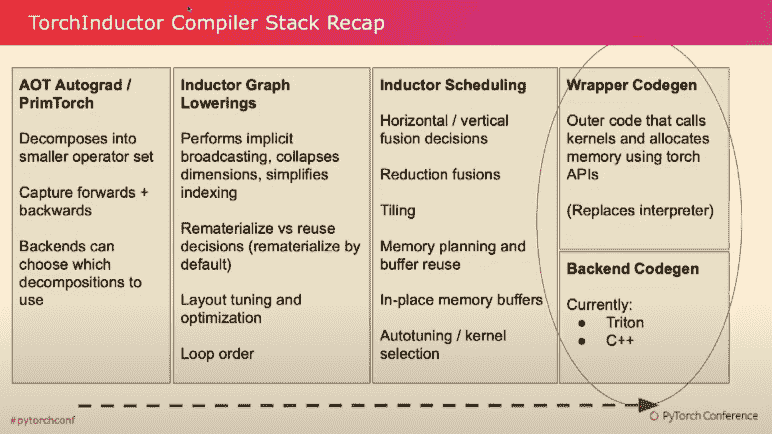 TorchInductor Compiler Stack Recap
AOT Autograd /
PrimTorch
Decomposes into
smaller operator set
Capture forwards +
backwards
Backends can
choose which
decompositions to
use
Inductor Graph
Lowerings
Performs implicit
broadcasting, collapses
dimensions, simplifies
indexing
Rematerialize vs reuse
decisions (rematerialize by
default)
Layout tuning and
optimization
Loop order
Inductor Scheduling
Horizontal / vertical
fusion decisions
Reduction fusions
Tiling
Memory planning and
buffer reuse
In-place memory buffers
Autotuning / kernel
selection
Wrapper Codegen
Outer code that calls
kernels and allocates
memory using torch
APIs
(Replaces interpreter)
Backend Codegen
Currently:
● Triton
● C++
#pytorchconf
PyTorch Conference